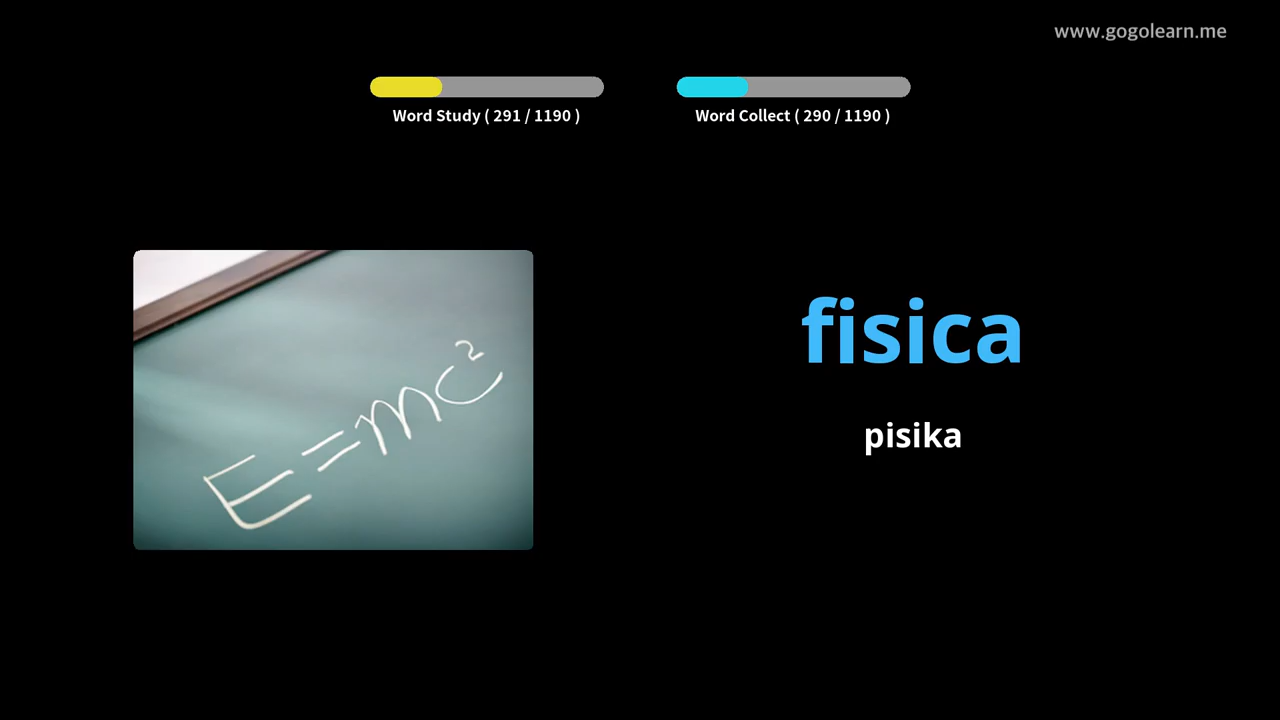 www.gogolearn.me
Word Study ( 291 / 1190 )
Word Collect ( 290 / 1190 )
E=mc²
fisica
pisika